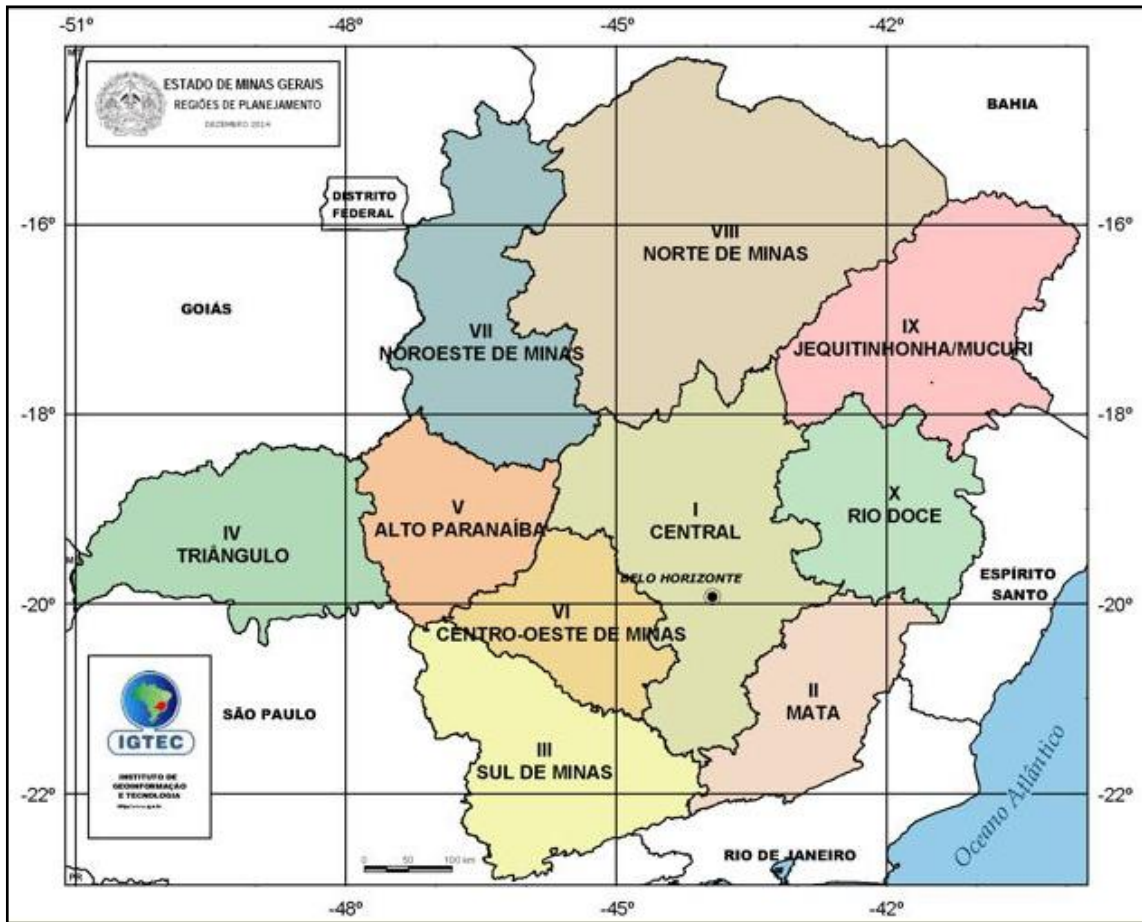 -51º
-48º
-45º
-42º
ESTADO DE MINAS GERAIS
REGIÕES DE PLANEJAMENTO
DEZEMBRO 2014
BAHIA
DISTRITO
FEDERAL
-16º
-16º
VIII
NORTE DE MINAS
GOIÁS
IX
JEQUITINHONHA/MUCURI
VII
NOROESTE DE MINAS
-18º
-18º
V
ALTO PARANAÍBA
I
CENTRAL
X
RIO DOCE
IV
TRIÂNGULO
BELO HORIZONTE
ESPÍRITO
SANTO
-20º
-20º
VI
CENTRO-OESTE DE MINAS
II
MATA
SÃO PAULO
IGTEC
III
SUL DE MINAS
INSTITUTO DE
GEOINFORMAÇÃO
E TECNOLOGIA
-22º
-22º
Oceano Atlântico
0 50 100 km
RIO DE JANEIRO
PR
-48º
-45º
-42º